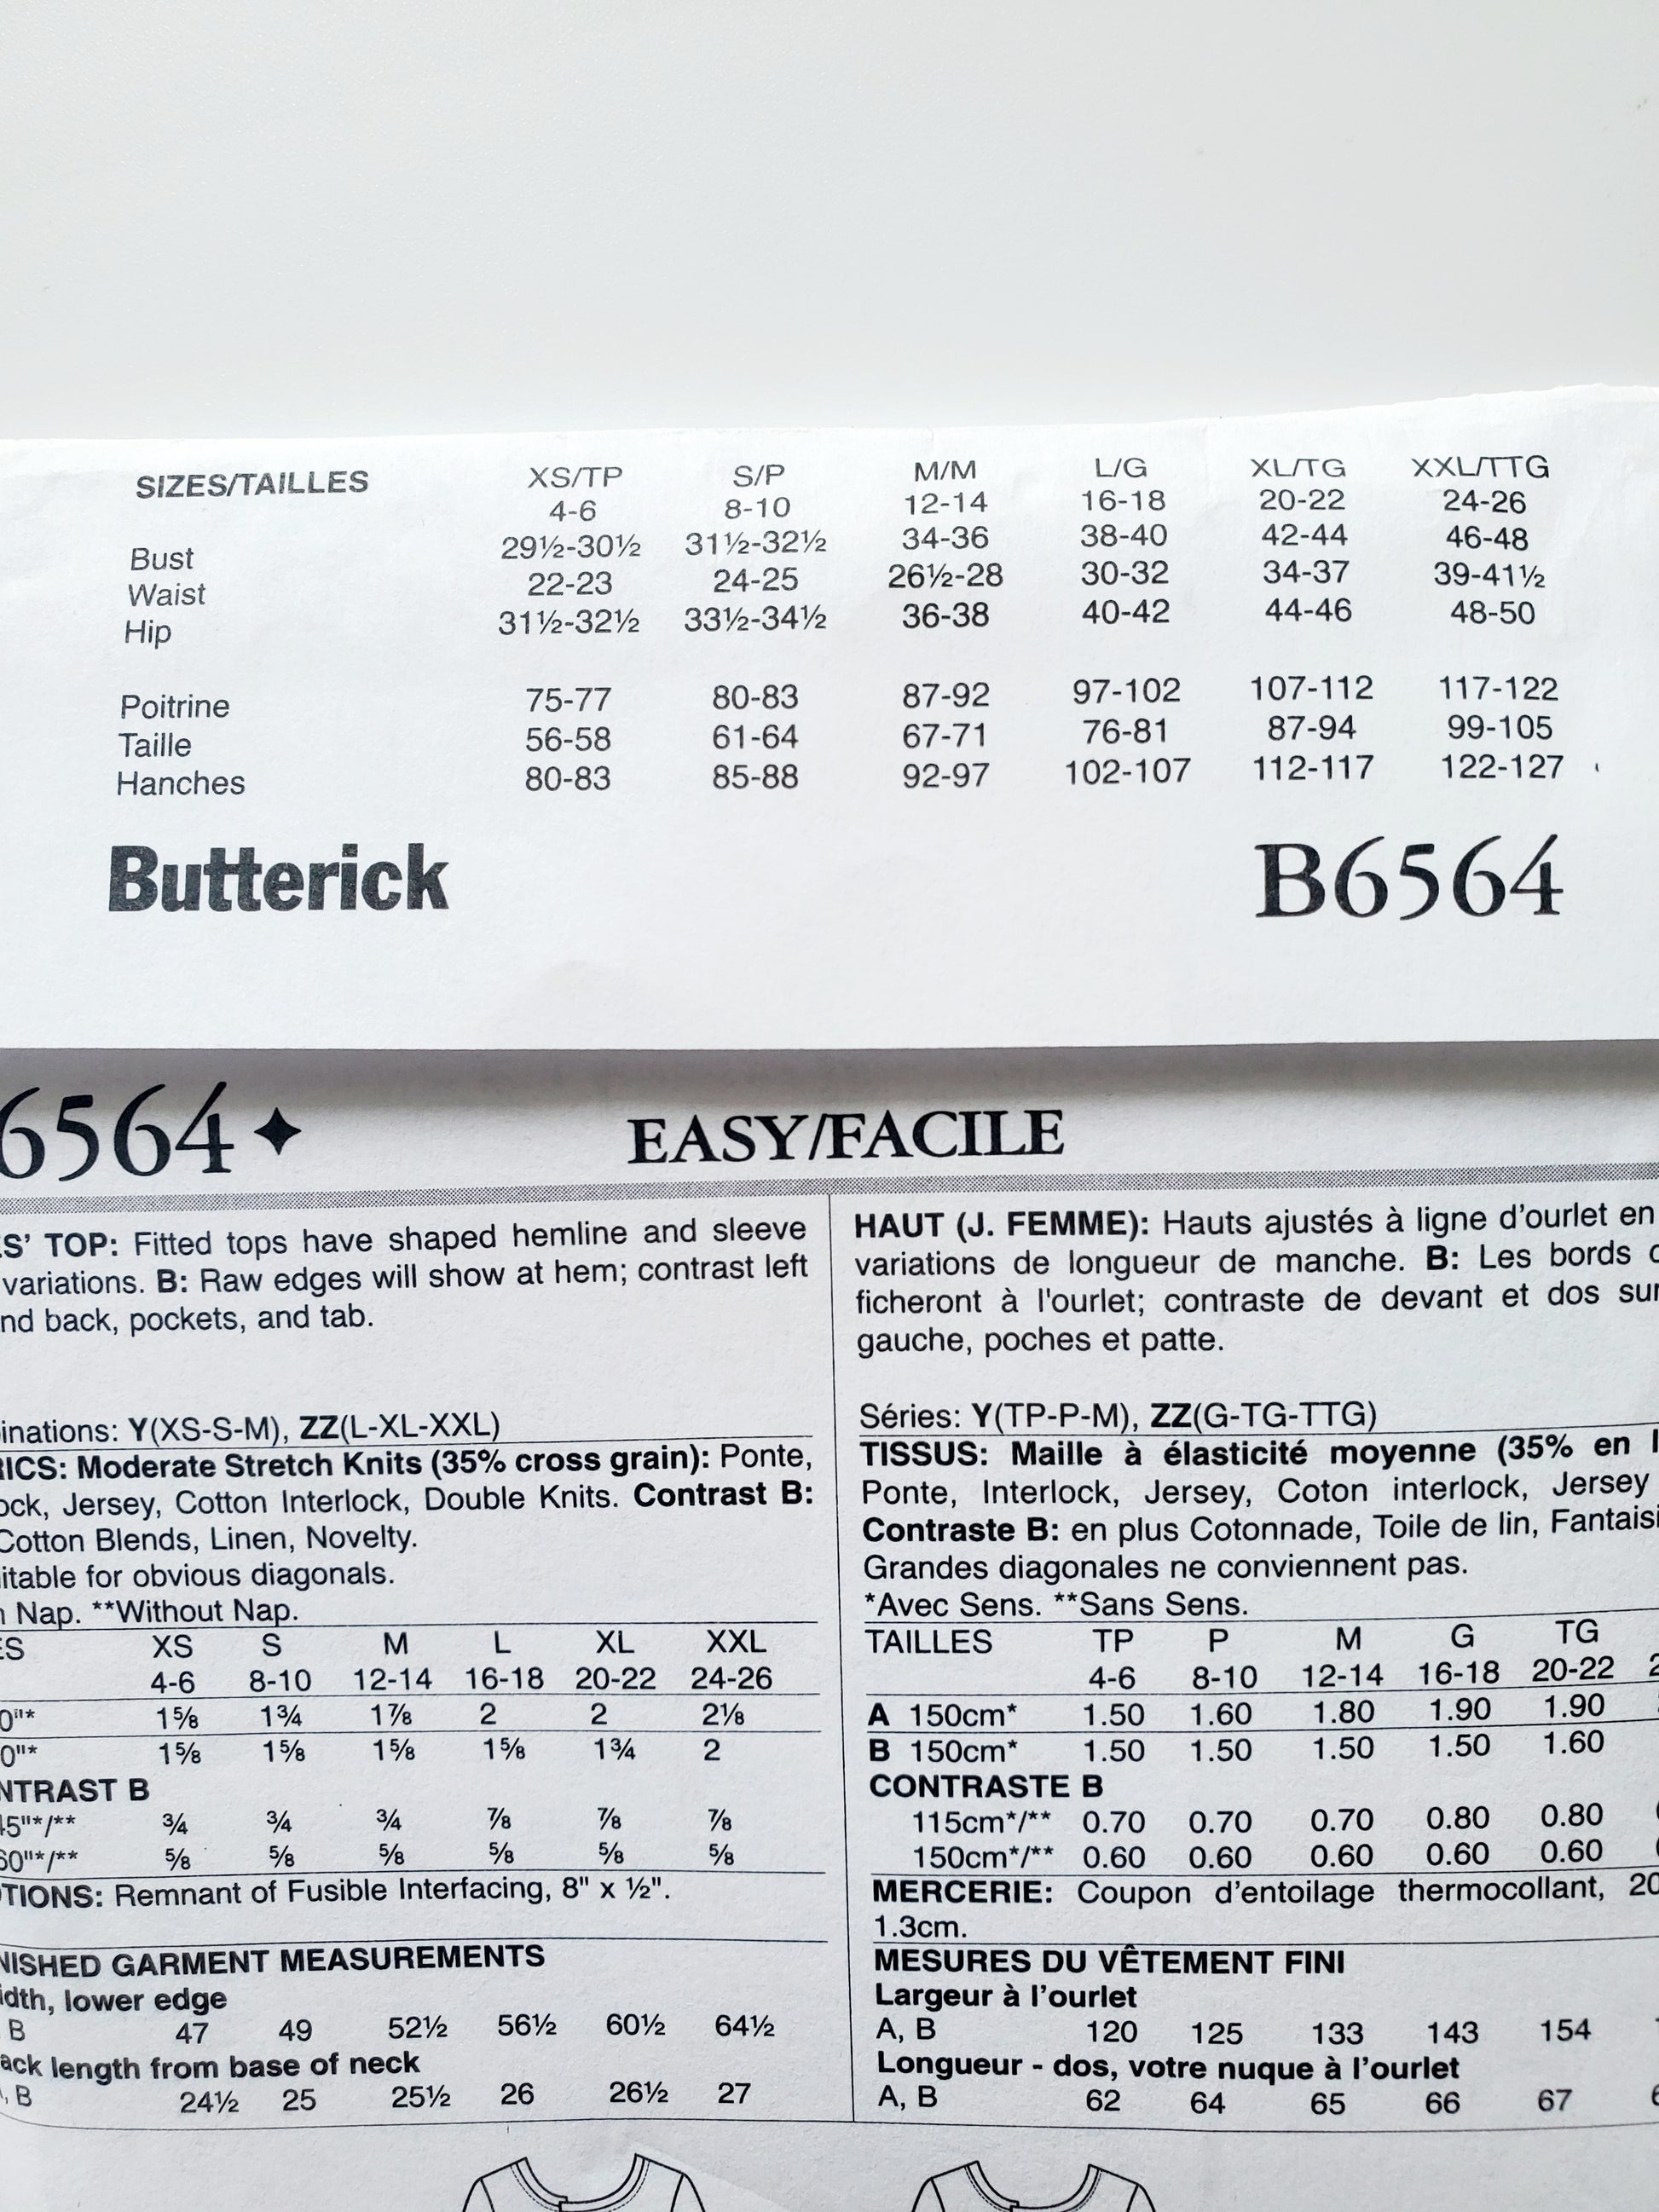 SIZES/TAILLES XS/TP S/P M/M L/G XL/TG XXL/TTG
4-6 8-10 12-14 16-18 20-22 24-26
Bust 29½-30½ 31½-32½ 34-36 38-40 42-44 46-48
Waist 22-23 24-25 26½-28 30-32 34-37 39-41½
Hip 31½-32½ 33½-34½ 36-38 40-42 44-46 48-50
Poitrine 75-77 80-83 87-92 97-102 107-112 117-122
Taille 56-58 61-64 67-71 76-81 87-94 99-105
Hanches 80-83 85-88 92-97 102-107 112-117 122-127
Butterick B6564
6564 EASY/FACILE
S' TOP: Fitted tops have shaped hemline and sleeve
variations. B: Raw edges will show at hem; contrast left
nd back, pockets, and tab.
inations: Y(XS-S-M), ZZ(L-XL-XXL)
RICS: Moderate Stretch Knits (35% cross grain): Ponte,
ock, Jersey, Cotton Interlock, Double Knits. Contrast B:
Cotton Blends, Linen, Novelty.
itable for obvious diagonals.
Nap. **Without Nap.
ES XS S M L XL XXL
4-6 8-10 12-14 16-18 20-22 24-26
0"* 1⅝ 1¾ 1⅞ 2 2 2⅛
0"* 1⅝ 1⅝ 1⅝ 1⅝ 1¾ 2
NTRAST B
45"*/** ¾ ¾ ¾ ⅞ ⅞ ⅞
60"*/** ⅝ ⅝ ⅝ ⅝ ⅝ ⅝
TIONS: Remnant of Fusible Interfacing, 8" x ½".
NISHED GARMENT MEASUREMENTS
idth, lower edge
B 47 49 52½ 56½ 60½ 64½
ack length from base of neck
, B 24½ 25 25½ 26 26½ 27
HAUT (J. FEMME): Hauts ajustés à ligne d'ourlet en
variations de longueur de manche. B: Les bords
ficheront à l'ourlet; contraste de devant et dos sur
gauche, poches et patte.
Séries: Y(TP-P-M), ZZ(G-TG-TTG)
TISSUS: Maille à élasticité moyenne (35% en
Ponte, Interlock, Jersey, Coton interlock, Jersey
Contraste B: en plus Cotonnade, Toile de lin, Fantaisi
Grandes diagonales ne conviennent pas.
*Avec Sens. **Sans Sens.
TAILLES TP P M G TG
4-6 8-10 12-14 16-18 20-22 2
A 150cm* 1.50 1.60 1.80 1.90 1.90
B 150cm* 1.50 1.50 1.50 1.50 1.60
CONTRASTE B
115cm*/** 0.70 0.70 0.70 0.80 0.80
150cm*/** 0.60 0.60 0.60 0.60 0.60
MERCERIE: Coupon d'entoilage thermocollant, 20
1.3cm.
MESURES DU VÊTEMENT FINI
Largeur à l'ourlet
A, B 120 125 133 143 154
Longueur - dos, votre nuque à l'ourlet
A, B 62 64 65 66 67